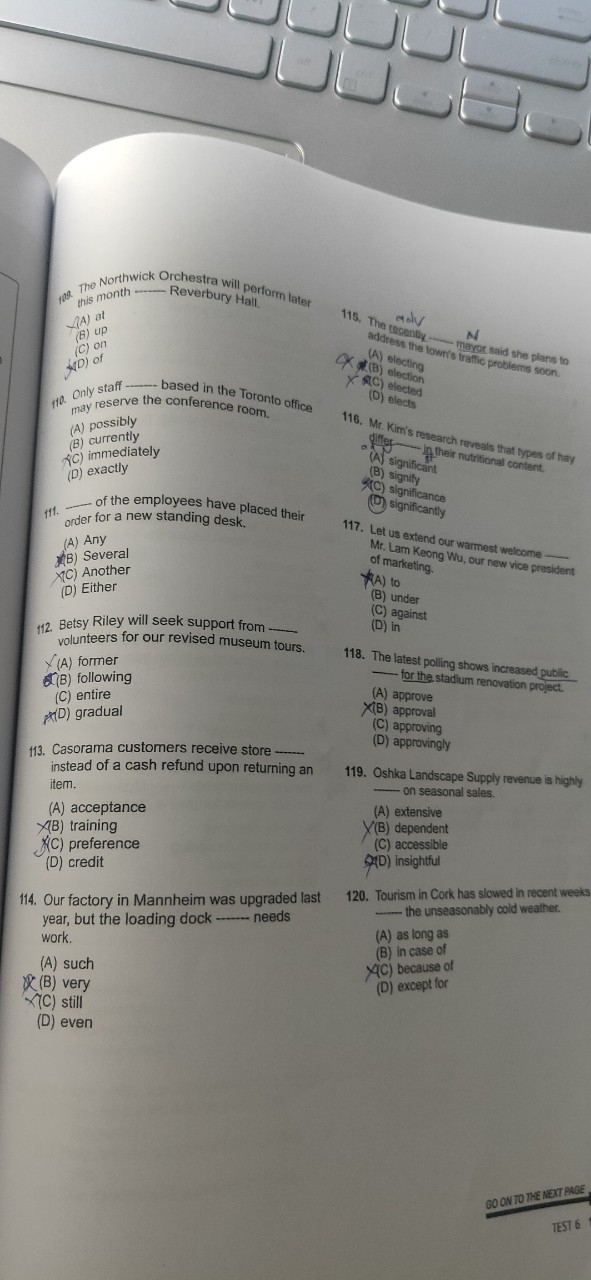 109. The Northwick Orchestra will perform later
this month ------- Reverbury Hall.
(A) at
(B) up
(C) on
(D) of
110. Only staff ------- based in the Toronto office
may reserve the conference room.
(A) possibly
(B) currently
(C) immediately
(D) exactly
111. ------- of the employees have placed their
order for a new standing desk.
(A) Any
(B) Several
(C) Another
(D) Either
112. Betsy Riley will seek support from -------
volunteers for our revised museum tours.
(A) former
(B) following
(C) entire
(D) gradual
113. Casorama customers receive store -------
instead of a cash refund upon returning an
item.
(A) acceptance
(B) training
(C) preference
(D) credit
114. Our factory in Mannheim was upgraded last
year, but the loading dock ------- needs
work.
(A) such
(B) very
(C) still
(D) even
adv
N
115. The recently ------- mayor said she plans to
address the town's traffic problems soon.
(A) electing
(B) election
(C) elected
(D) elects
116. Mr. Kim's research reveals that types of hay
differ ------- in their nutritional content.
(A) significant
(B) signify
(C) significance
(D) significantly
117. Let us extend our warmest welcome -------
Mr. Lam Keong Wu, our new vice president
of marketing.
(A) to
(B) under
(C) against
(D) in
118. The latest polling shows increased public
------- for the stadium renovation project.
(A) approve
(B) approval
(C) approving
(D) approvingly
119. Oshka Landscape Supply revenue is highly
------- on seasonal sales.
(A) extensive
(B) dependent
(C) accessible
(D) insightful
120. Tourism in Cork has slowed in recent weeks
------- the unseasonably cold weather.
(A) as long as
(B) in case of
(C) because of
(D) except for
GO ON TO THE NEXT PAGE
TEST 6